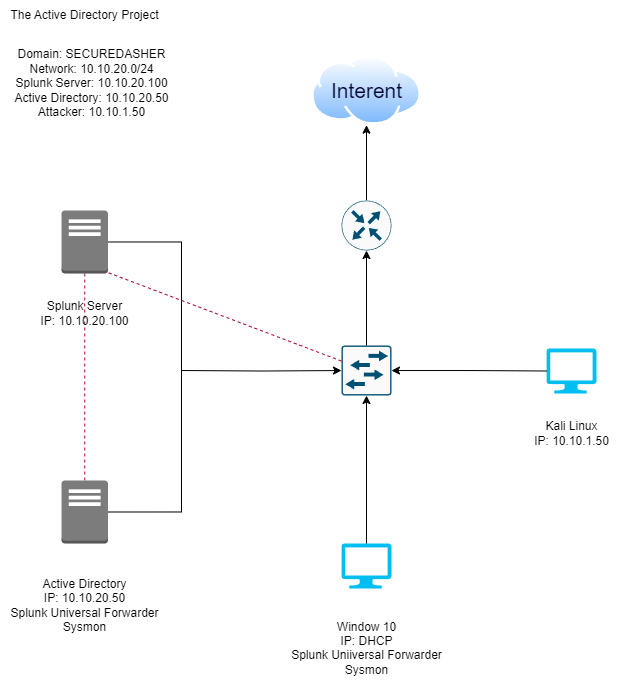 The Active Directory Project
Domain: SECUREDASHER
Network: 10.10.20.0/24
Splunk Server: 10.10.20.100
Active Directory: 10.10.20.50
Attacker: 10.10.1.50
Interent
Splunk Server
IP: 10.10.20.100
Kali Linux
IP: 10.10.1.50
Active Directory
IP: 10.10.20.50
Splunk Universal Forwarder
Sysmon
Window 10
IP: DHCP
Splunk Uniiversal Forwarder
Sysmon